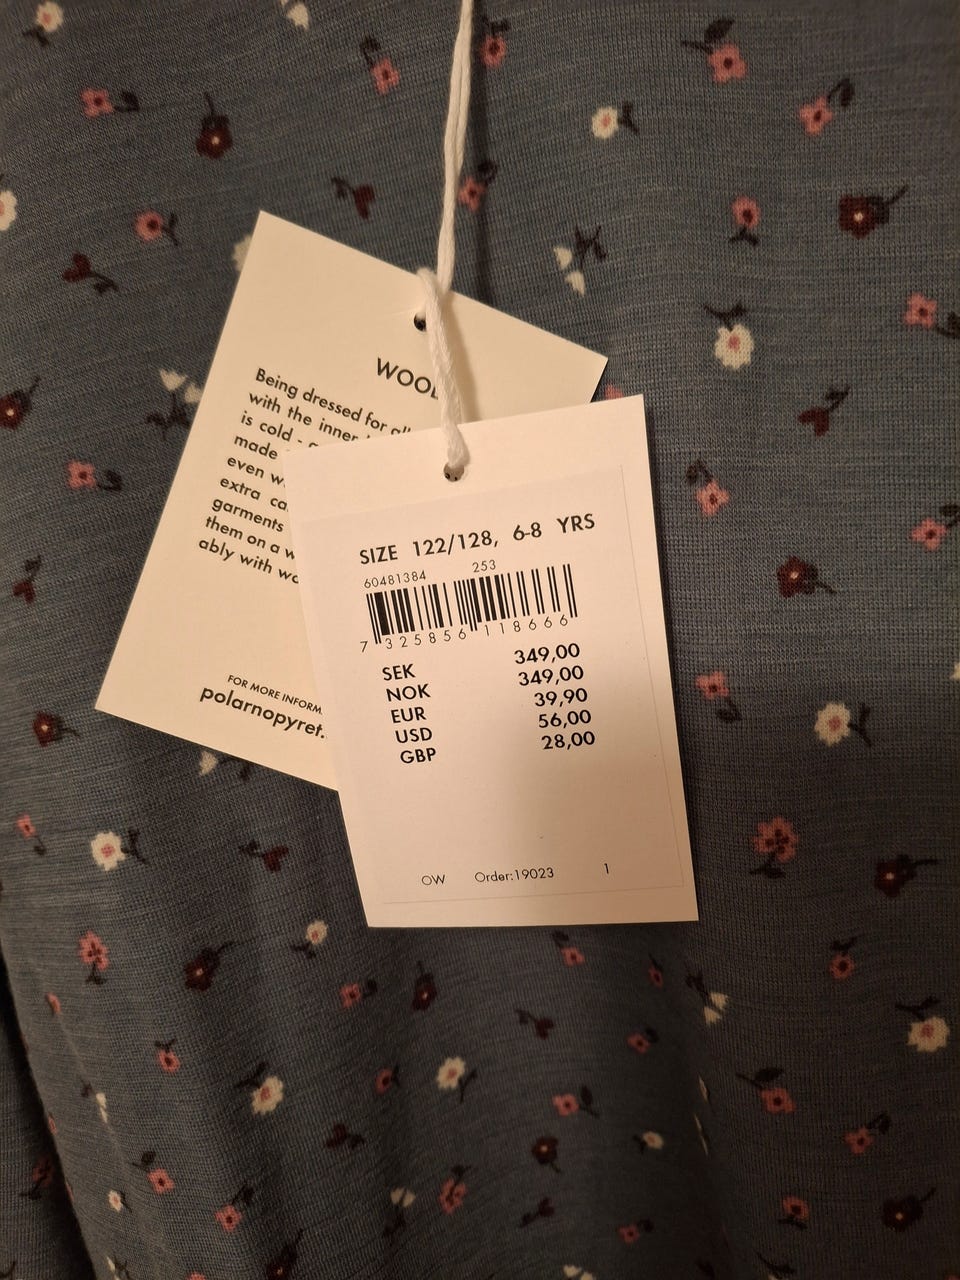 WOOL
Being dressed for all
with the inner
is cold -
made
even w
extra ca
garments
them on a w
ably with wo
FOR MORE INFORM
polarnopyret.
SIZE 122/128, 6-8 YRS
60481384 253
7 325856 118666
SEK 349,00
NOK 349,00
EUR 39,90
USD 56,00
GBP 28,00
OW Order:19023 1